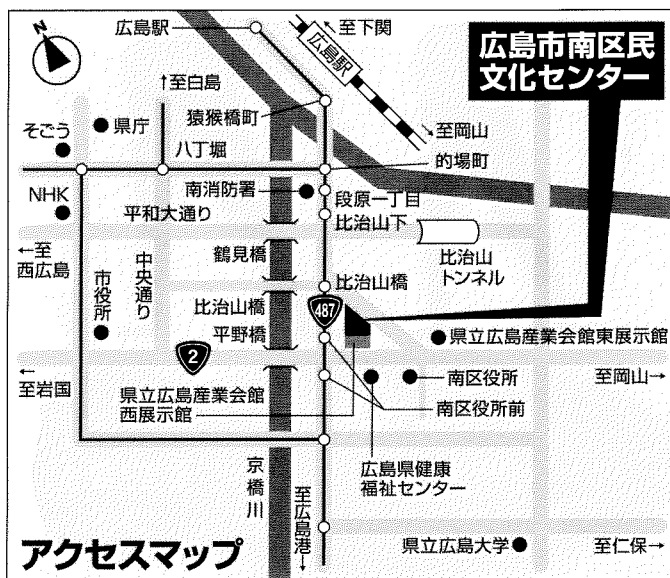 N
広島駅
↖至下関
広島駅
広島市南区民
文化センター
↑至白島
猿猴橋町
そごう
県庁
八丁堀
↘至岡山
的場町
NHK
南消防署
段原一丁目
平和大通り
比治山下
←至
西広島
中央通り
鶴見橋
比治山
トンネル
市役所
比治山橋
比治山橋
487
平野橋
2
県立広島産業会館東展示館
←
至岩国
県立広島産業会館
西展示館
南区役所
至岡山→
南区役所前
京橋川
広島県健康
福祉センター
至広島港→
アクセスマップ
県立広島大学
至仁保→